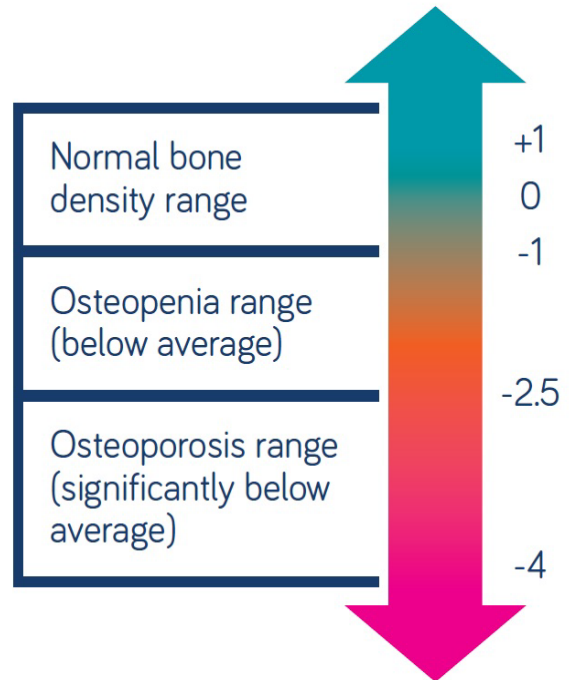 Normal bone
density range
Osteopenia range
(below average)
Osteoporosis range
(significantly below
average)
+1
0
-1
-2.5
-4